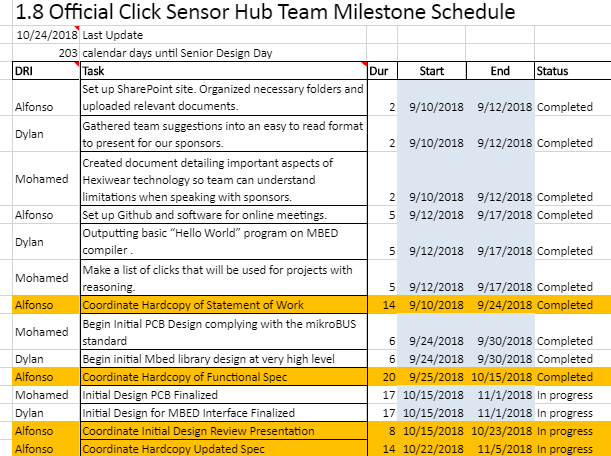 1.8 Official Click Sensor Hub Team Milestone Schedule
10/24/2018 Last Update
203 calendar days until Senior Design Day
DRI Task Dur Start End Status
Set up SharePoint site. Organized necessary folders and
Alfonso uploaded relevant documents. 2 9/10/2018 9/12/2018 Completed
Gathered team suggestions into an easy to read format
Dylan to present for our sponsors. 2 9/10/2018 9/12/2018 Completed
Created document detailing important aspects of
Mohamed Hexiwear technology so team can understand
limitations when speaking with sponsors. 2 9/10/2018 9/12/2018 Completed
Alfonso Set up Github and software for online meetings. 5 9/12/2018 9/17/2018 Completed
Outputting basic “Hello World” program on MBED
Dylan compiler . 5 9/12/2018 9/17/2018 Completed
Make a list of clicks that will be used for projects with
Mohamed reasoning. 5 9/12/2018 9/17/2018 Completed
Alfonso Coordinate Hardcopy of Statement of Work 14 9/10/2018 9/24/2018 Completed
Begin Initial PCB Design complying with the mikroBUS
Mohamed standard 6 9/24/2018 9/30/2018 Completed
Dylan Begin initial Mbed library design at very high level 6 9/24/2018 9/30/2018 Completed
Alfonso Coordinate Hardcopy of Functional Spec 20 9/25/2018 10/15/2018 Completed
Mohamed Initial Design PCB Finalized 17 10/15/2018 11/1/2018 In progress
Dylan Initial Design for MBED Interface Finalized 17 10/15/2018 11/1/2018 In progress
Alfonso Coordinate Initial Design Review Presentation 8 10/15/2018 10/23/2018 In progress
Alfonso Coordinate Hardcopy Updated Spec 14 10/22/2018 11/5/2018 In progress